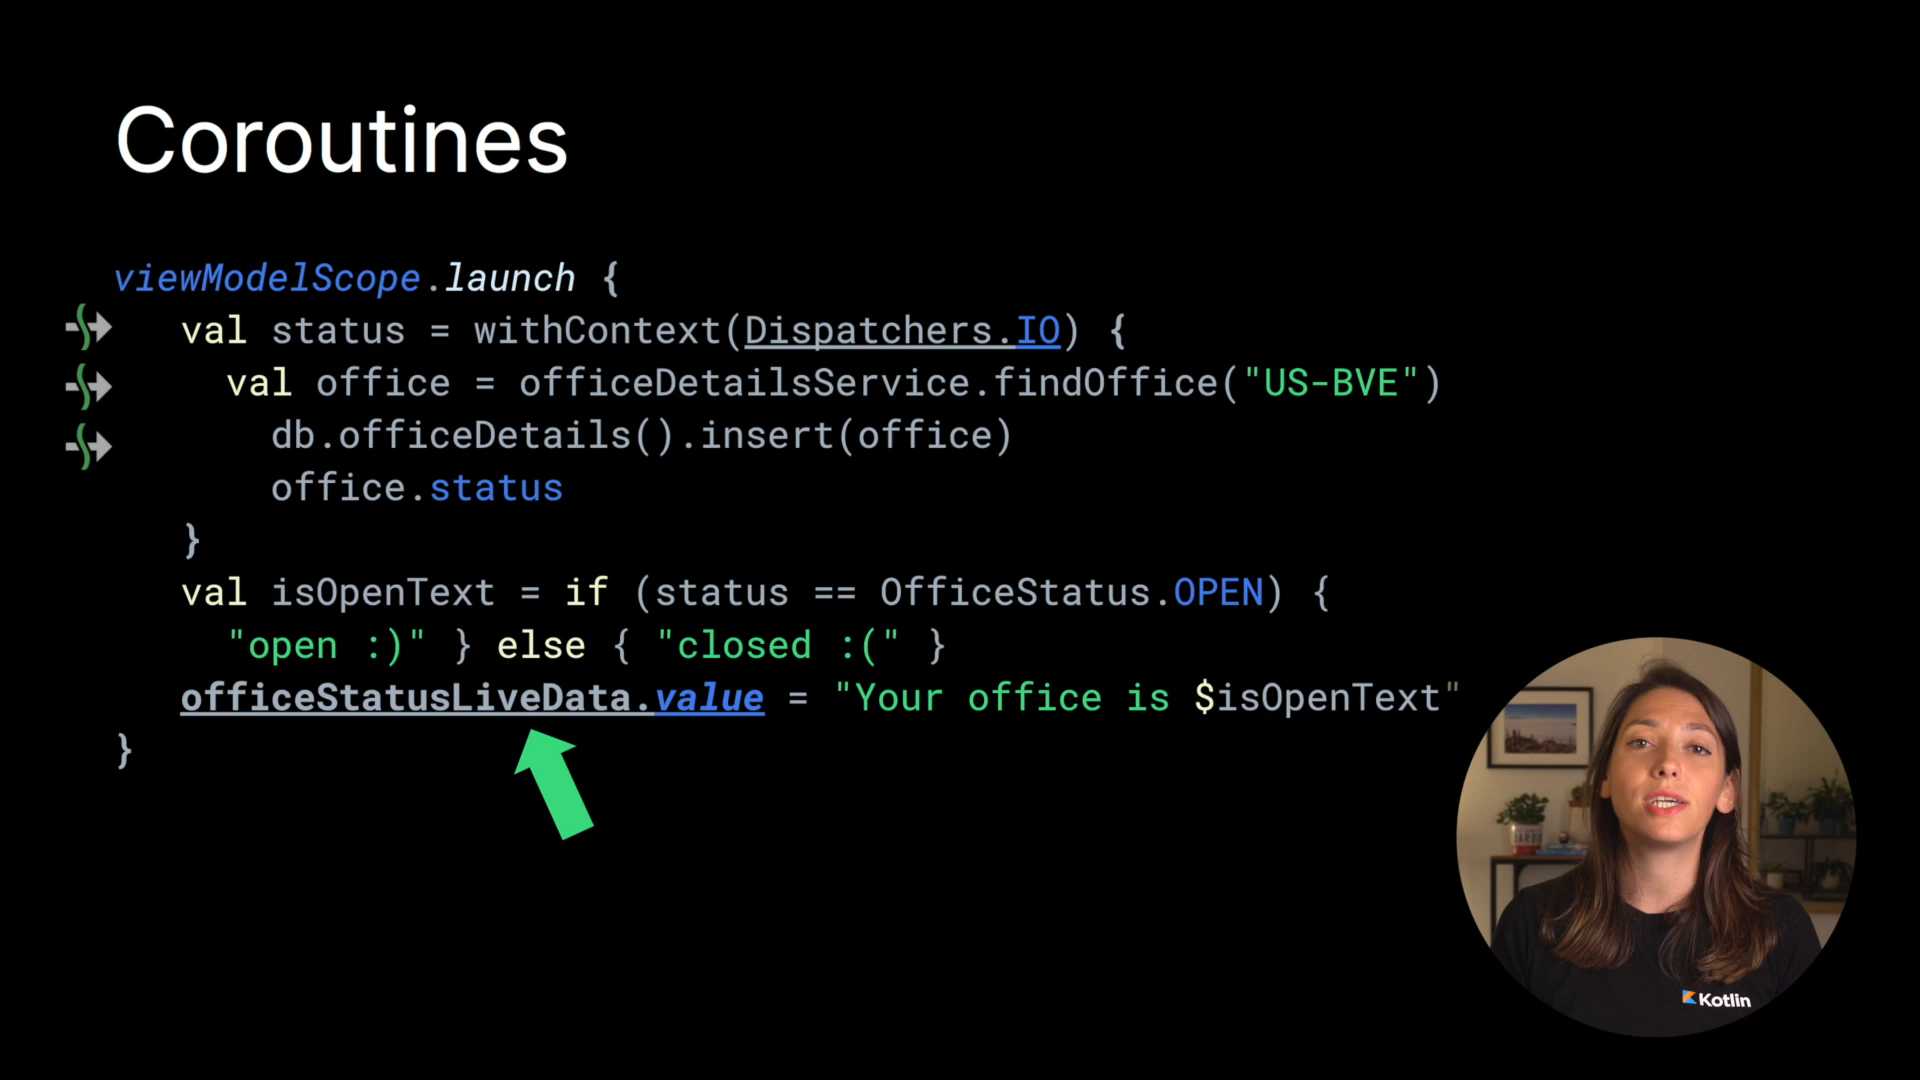 Coroutines
viewModelScope.launch {
val status = withContext(Dispatchers.IO) {
val office = officeDetailsService.findOffice("US-BVE")
db.officeDetails().insert(office)
office.status
}
val isOpenText = if (status == OfficeStatus.OPEN) {
"open :)" } else { "closed :(" }
officeStatusLiveData.value = "Your office is $isOpenText"
}
Kotlin